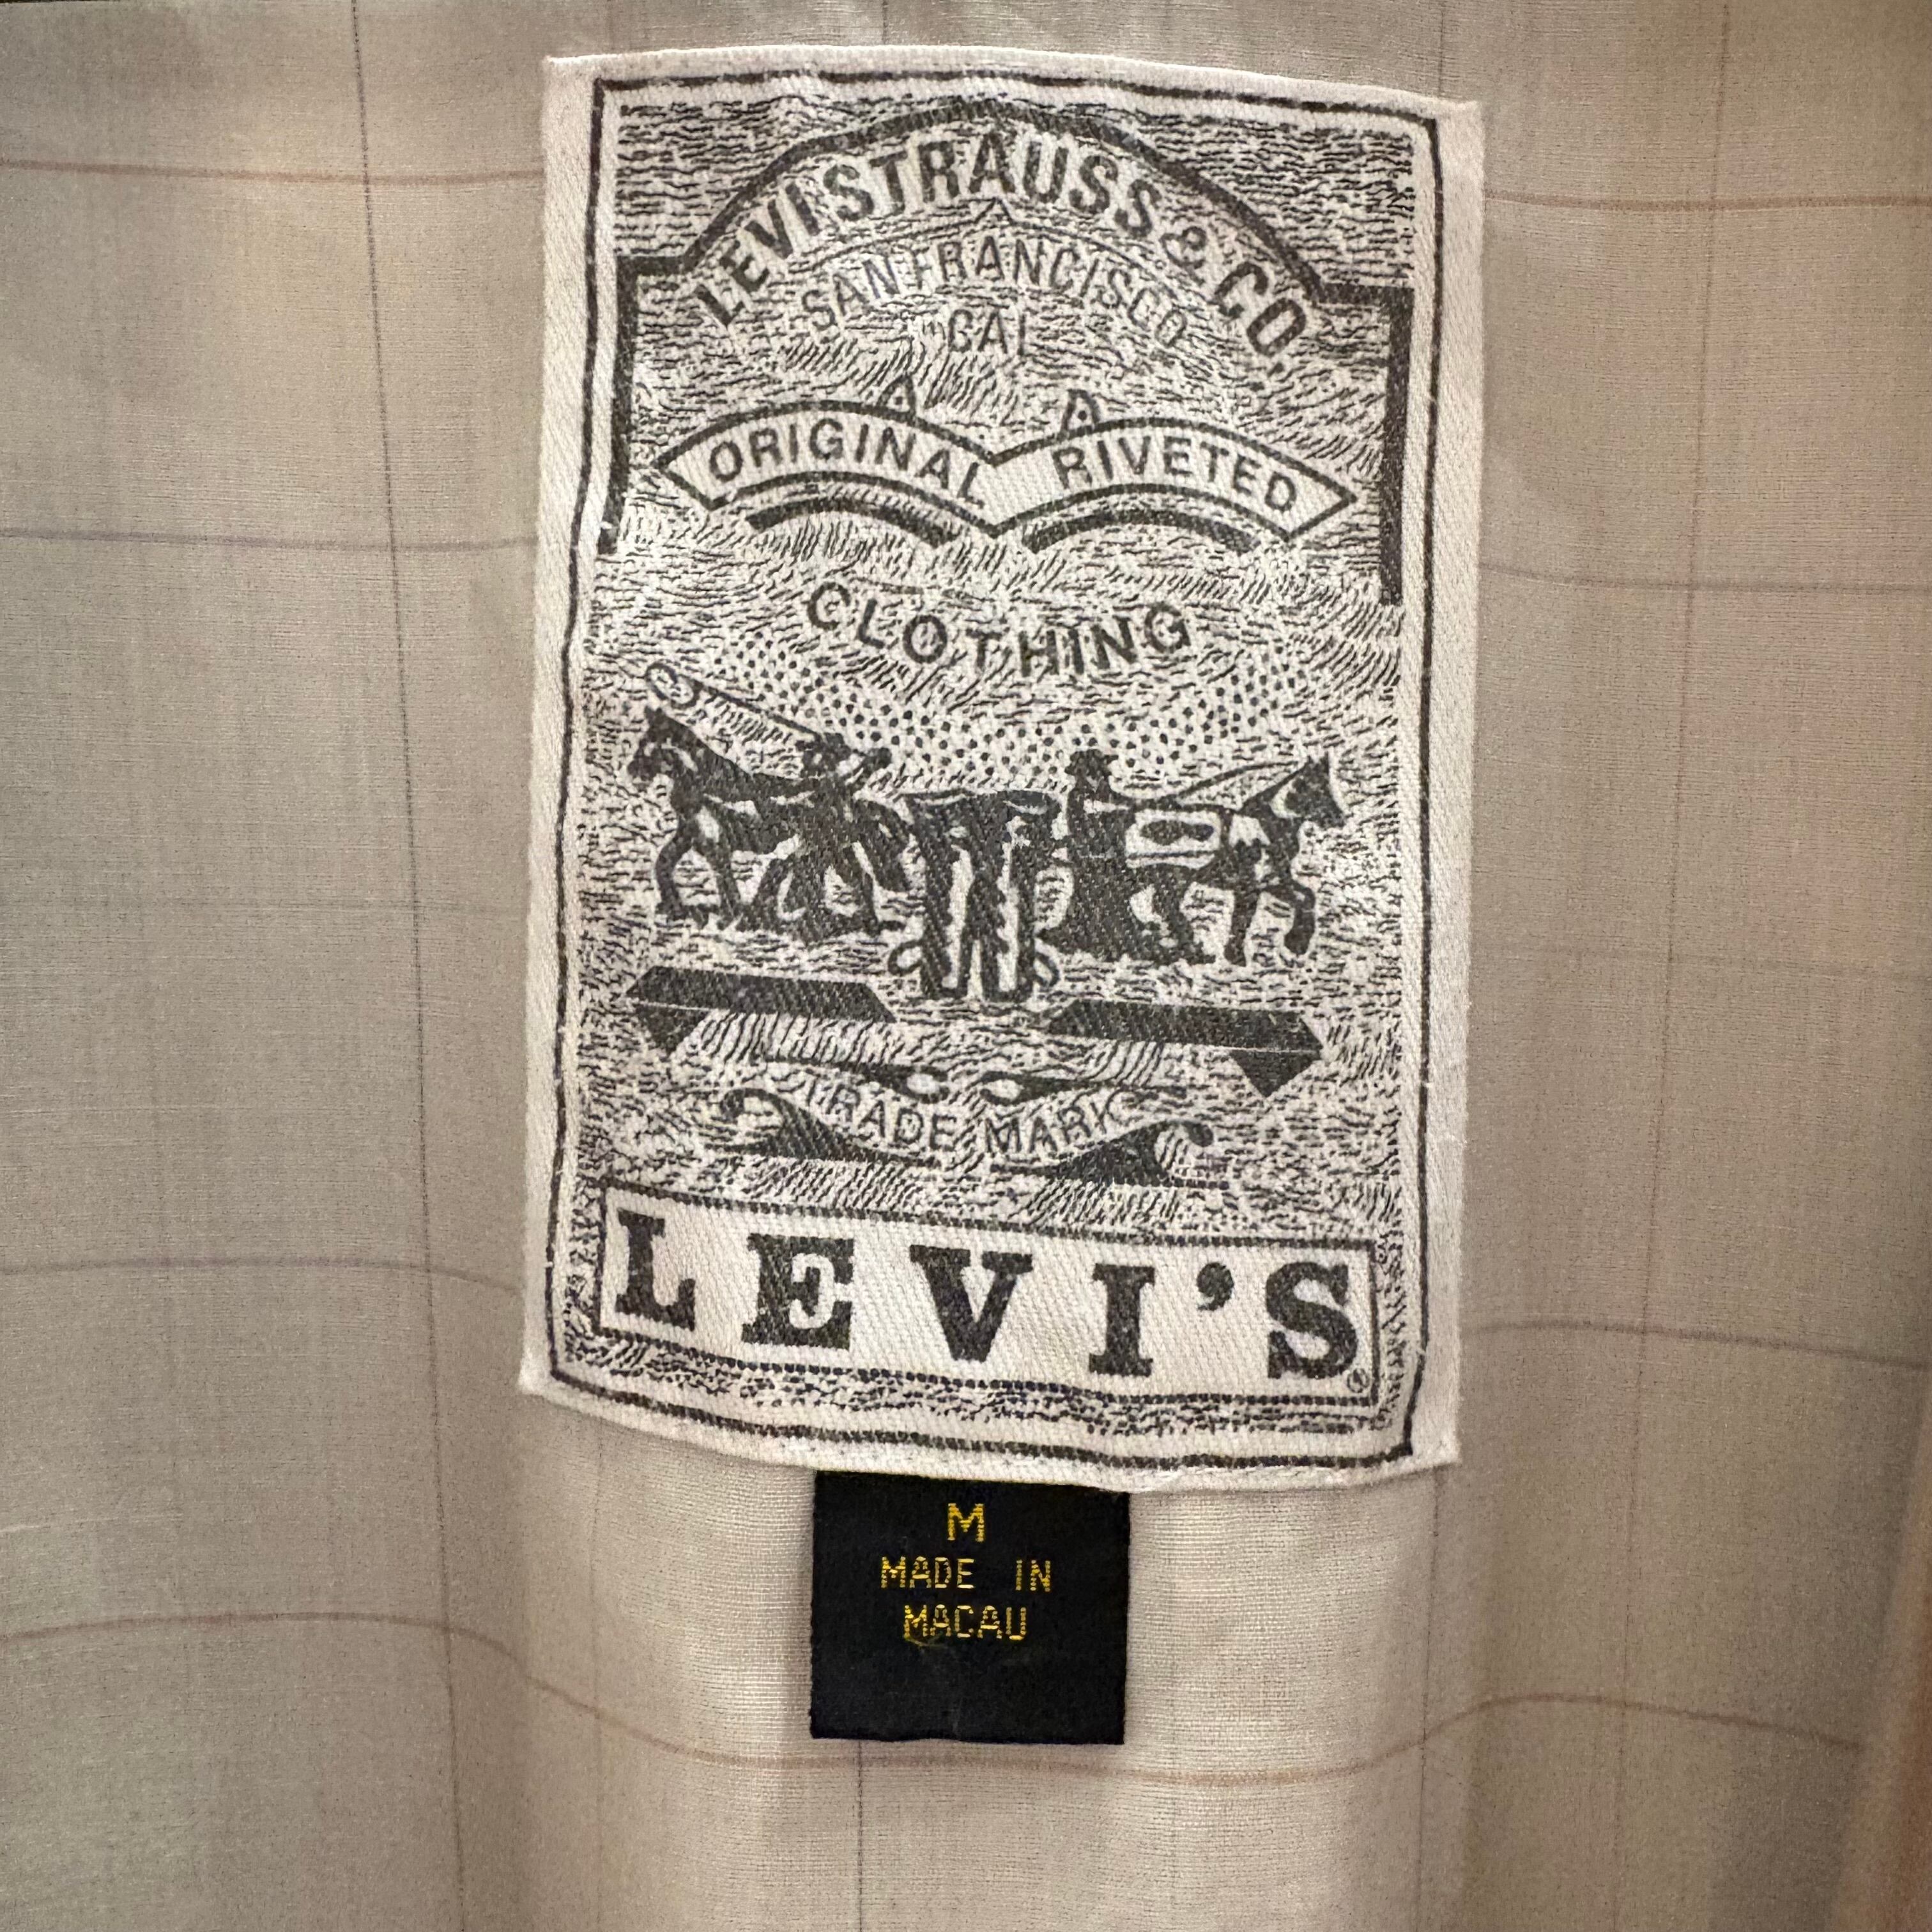 LEVI STRAUSS & CO.
SAN FRANCISCO
CAL
ORIGINAL RIVETED
CLOTHING
TRADE MARK
LEVI'S®
M
MADE IN
MACAU